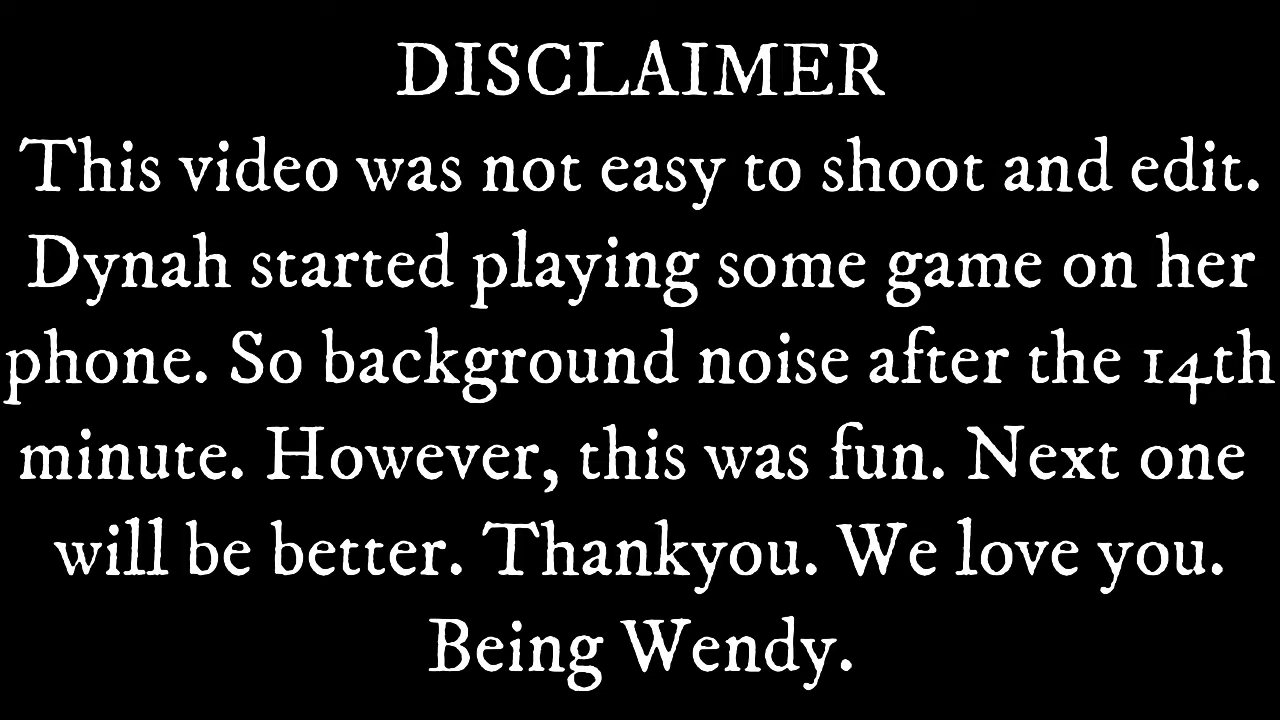 DISCLAIMER
This video was not easy to shoot and edit.
Dynah started playing some game on her
phone. So background noise after the 14th
minute. However, this was fun. Next one
will be better. Thankyou. We love you.
Being Wendy.